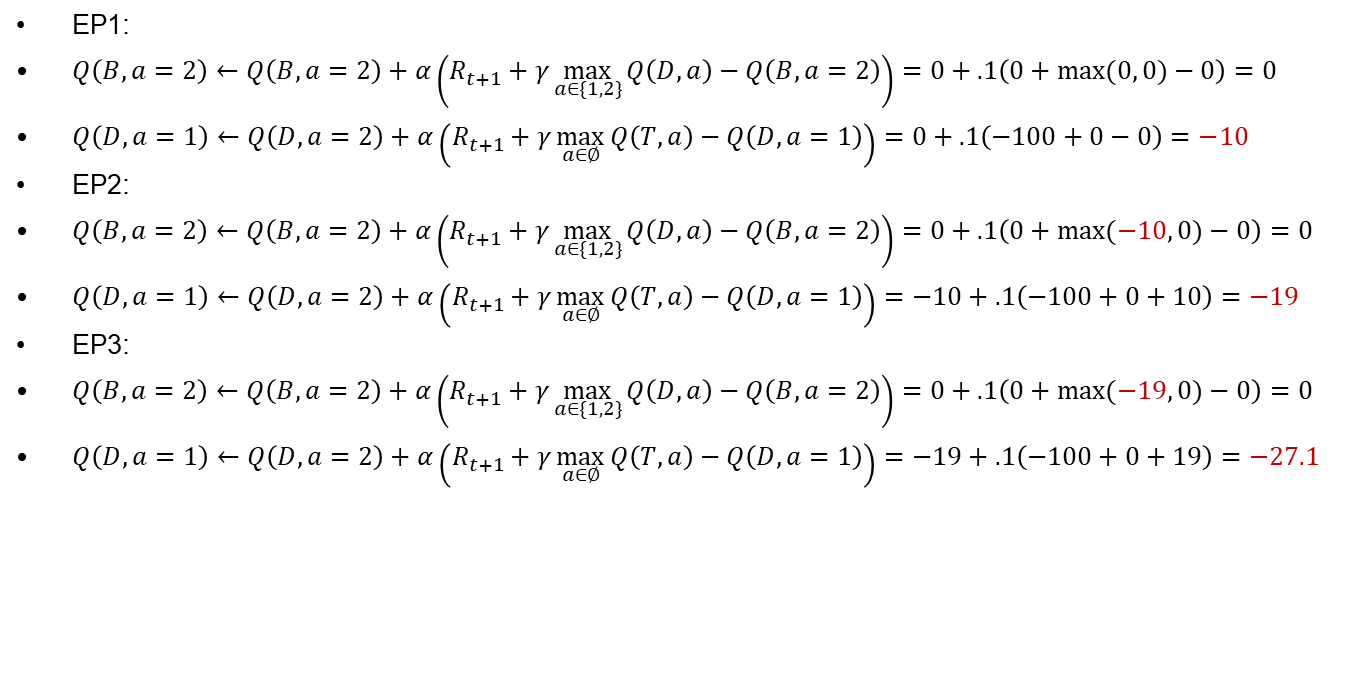 • EP1:
• Q(B, a = 2) ← Q(B, a = 2) + α(R_{t+1} + γ max_{a∈{1,2}} Q(D, a) − Q(B, a = 2)) = 0 + .1(0 + max(0,0) − 0) = 0
• Q(D, a = 1) ← Q(D, a = 2) + α(R_{t+1} + γ max_{a∈∅} Q(T, a) − Q(D, a = 1)) = 0 + .1(−100 + 0 − 0) = −10
• EP2:
• Q(B, a = 2) ← Q(B, a = 2) + α(R_{t+1} + γ max_{a∈{1,2}} Q(D, a) − Q(B, a = 2)) = 0 + .1(0 + max(−10, 0) − 0) = 0
• Q(D, a = 1) ← Q(D, a = 2) + α(R_{t+1} + γ max_{a∈∅} Q(T, a) − Q(D, a = 1)) = −10 + .1(−100 + 0 + 10) = −19
• EP3:
• Q(B, a = 2) ← Q(B, a = 2) + α(R_{t+1} + γ max_{a∈{1,2}} Q(D, a) − Q(B, a = 2)) = 0 + .1(0 + max(−19, 0) − 0) = 0
• Q(D, a = 1) ← Q(D, a = 2) + α(R_{t+1} + γ max_{a∈∅} Q(T, a) − Q(D, a = 1)) = −19 + .1(−100 + 0 + 19) = −27.1